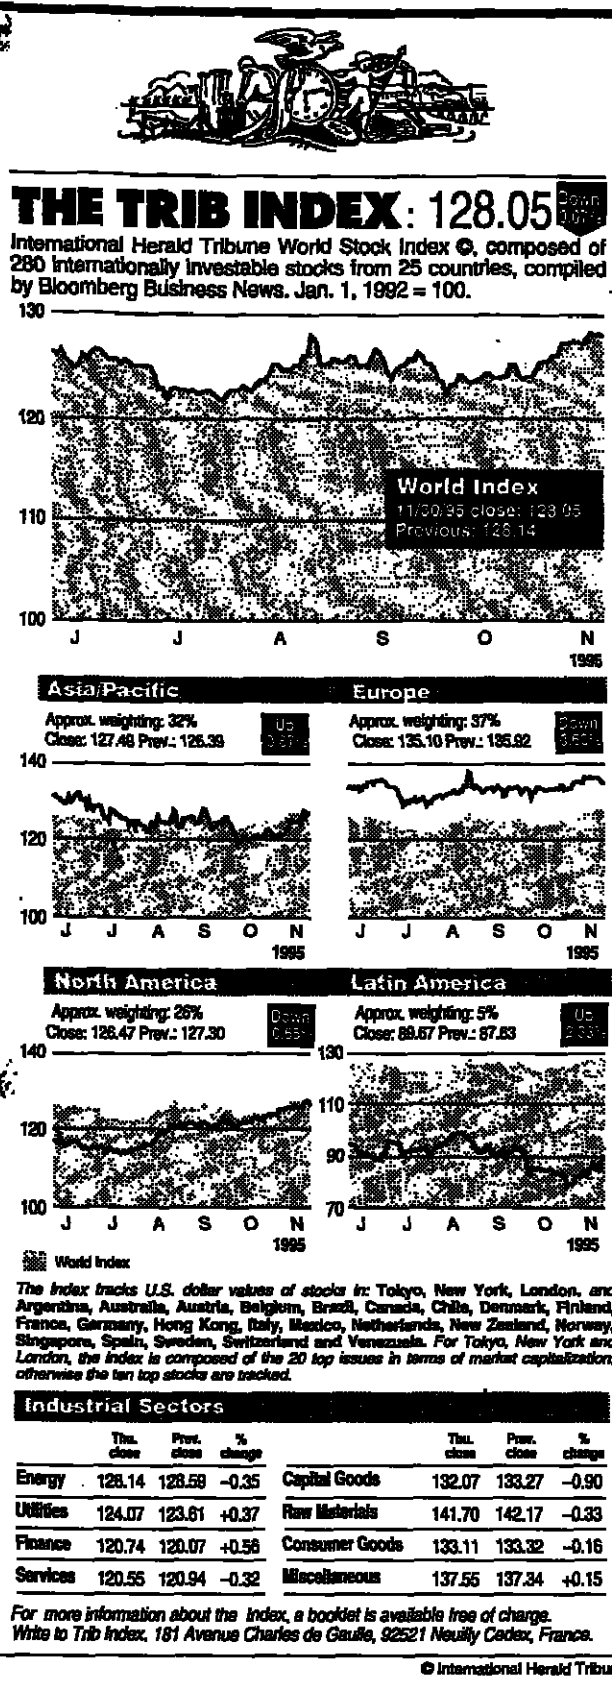 THE TRIB INDEX: 128.05 Down
International Herald Tribune World Stock Index ©, composed of
280 internationally investable stocks from 25 countries, compiled
by Bloomberg Business News. Jan. 1, 1992 = 100.
130
120
World Index
11/30/95 close: 128.05
Previous: 128.14
110
100
J J A S O N
1995
Asia/Pacific Europe
Approx. weighting: 32% Up Approx. weighting: 37% Down
Close: 127.48 Prev.: 126.39 Close: 135.10 Prev.: 135.92
140
120
100
J J A S O N J J A S O N
1995 1995
North America Latin America
Approx. weighting: 26% Down Approx. weighting: 5% Up
Close: 126.47 Prev.: 127.30 Close: 89.67 Prev.: 87.63
140 130
110
120
90
100 70
J J A S O N J J A S O N
1995 1995
World Index
The index tracks U.S. dollar values of stocks in: Tokyo, New York, London, and
Argentina, Australia, Austria, Belgium, Brazil, Canada, Chile, Denmark, Finland,
France, Germany, Hong Kong, Italy, Mexico, Netherlands, New Zealand, Norway,
Singapore, Spain, Sweden, Switzerland and Venezuela. For Tokyo, New York and
London, the index is composed of the 20 top issues in terms of market capitalization,
otherwise the ten top stocks are tracked.
Industrial Sectors
Thu. Prev. % Thu. Prev. %
close close change close close change
Energy 128.14 128.59 –0.35 Capital Goods 132.07 133.27 –0.90
Utilities 124.07 123.61 +0.37 Raw Materials 141.70 142.17 –0.33
Finance 120.74 120.07 +0.56 Consumer Goods 133.11 133.32 –0.16
Services 120.55 120.94 –0.32 Miscellaneous 137.55 137.34 +0.15
For more information about the Index, a booklet is available free of charge.
Write to Trib Index, 181 Avenue Charles de Gaulle, 92521 Neuilly Cedex, France.
© International Herald Tribu